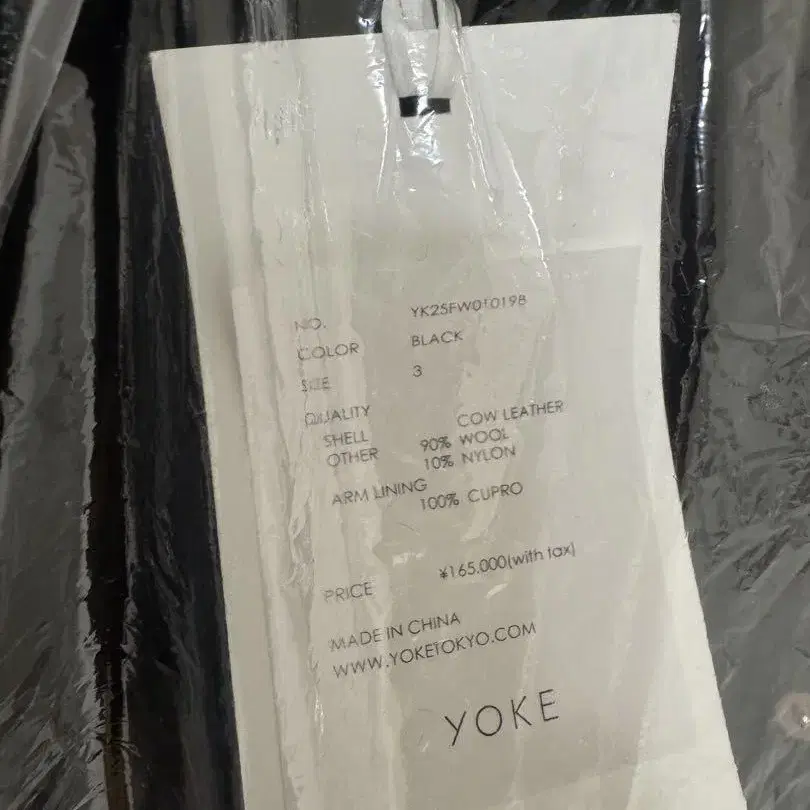 NO. YK25FW01019B
COLOR BLACK
SIZE 3
QUALITY
SHELL COW LEATHER
OTHER 90% WOOL
10% NYLON
ARM LINING
100% CUPRO
PRICE ¥165.000(with tax)
MADE IN CHINA
WWW.YOKETOKYO.COM
YOKE